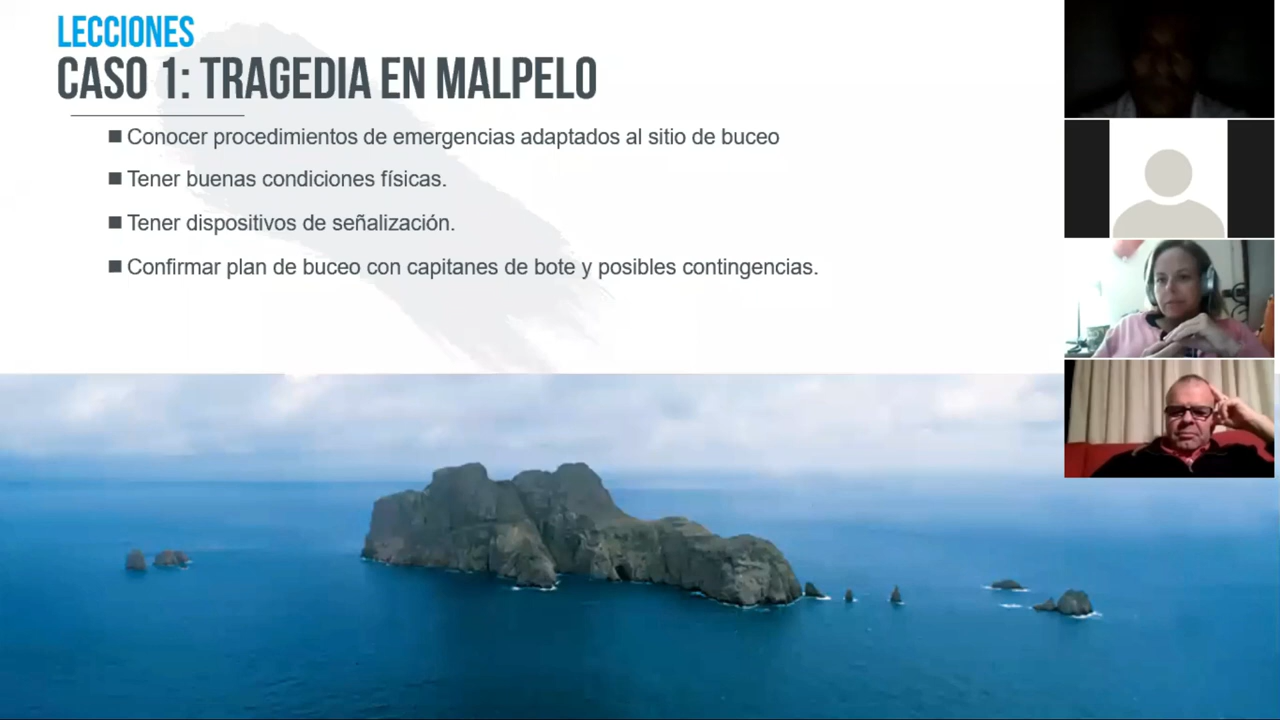 LECCIONES
CASO 1: TRAGEDIA EN MALPELO
■ Conocer procedimientos de emergencias adaptados al sitio de buceo
■ Tener buenas condiciones físicas.
■ Tener dispositivos de señalización.
■ Confirmar plan de buceo con capitanes de bote y posibles contingencias.